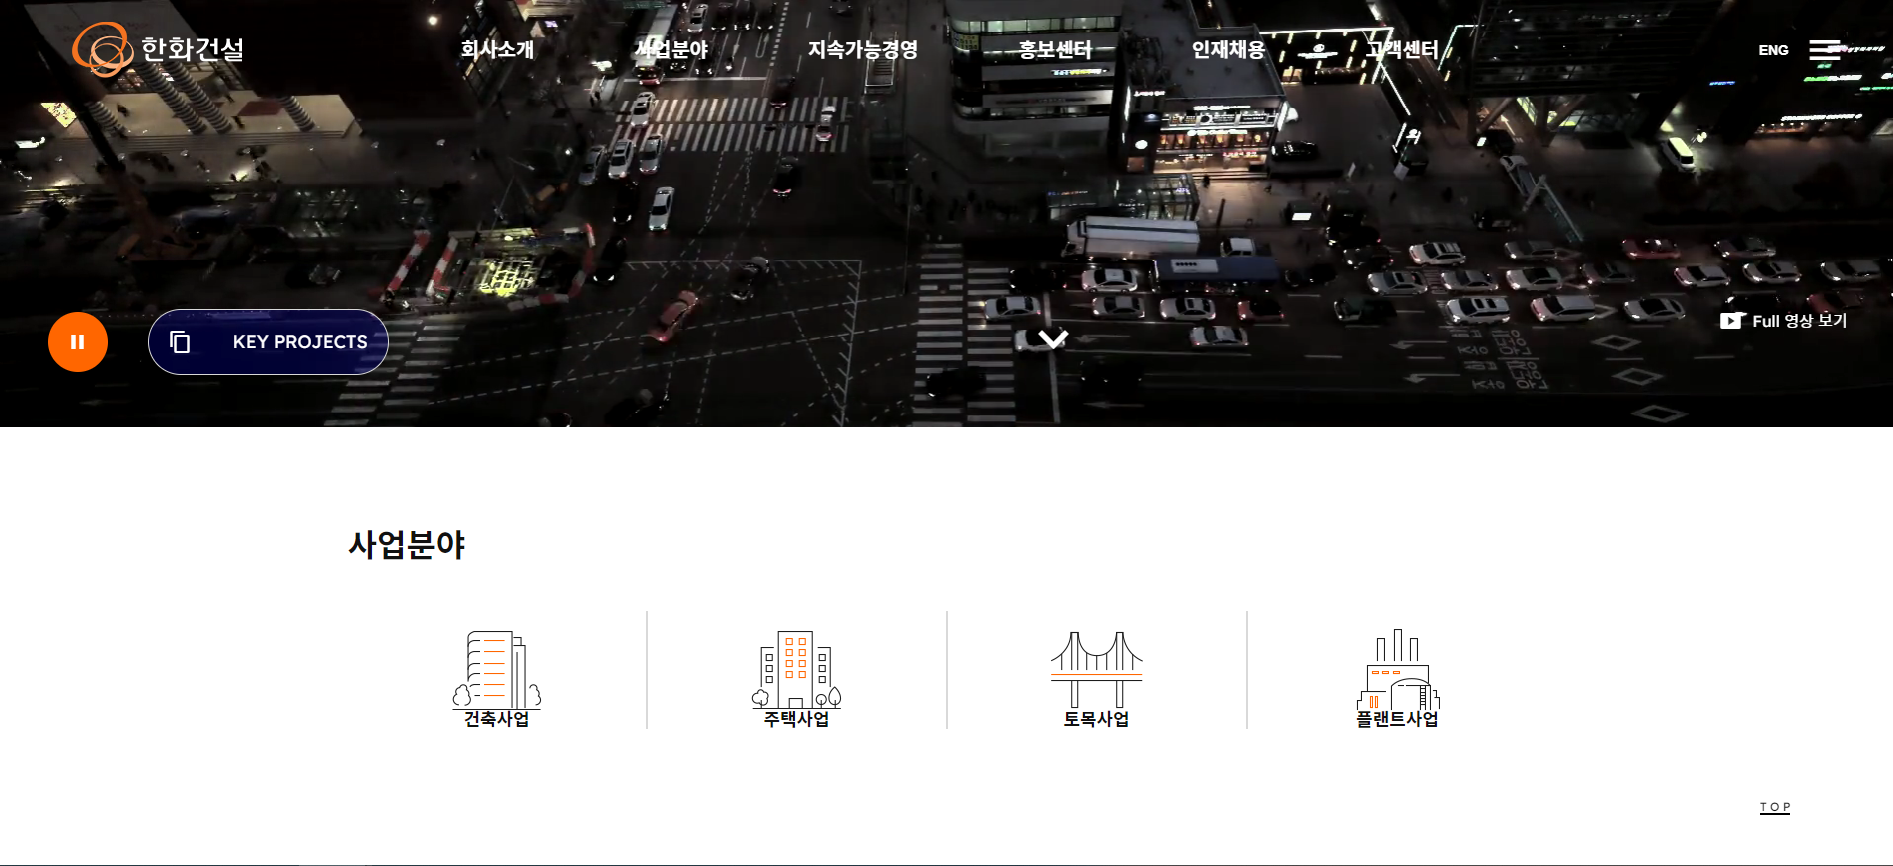 한화건설
회사소개
사업분야
지속가능경영
홍보센터
인재채용
고객센터
ENG
KEY PROJECTS
Full 영상 보기
사업분야
건축사업
주택사업
토목사업
플랜트사업
TOP